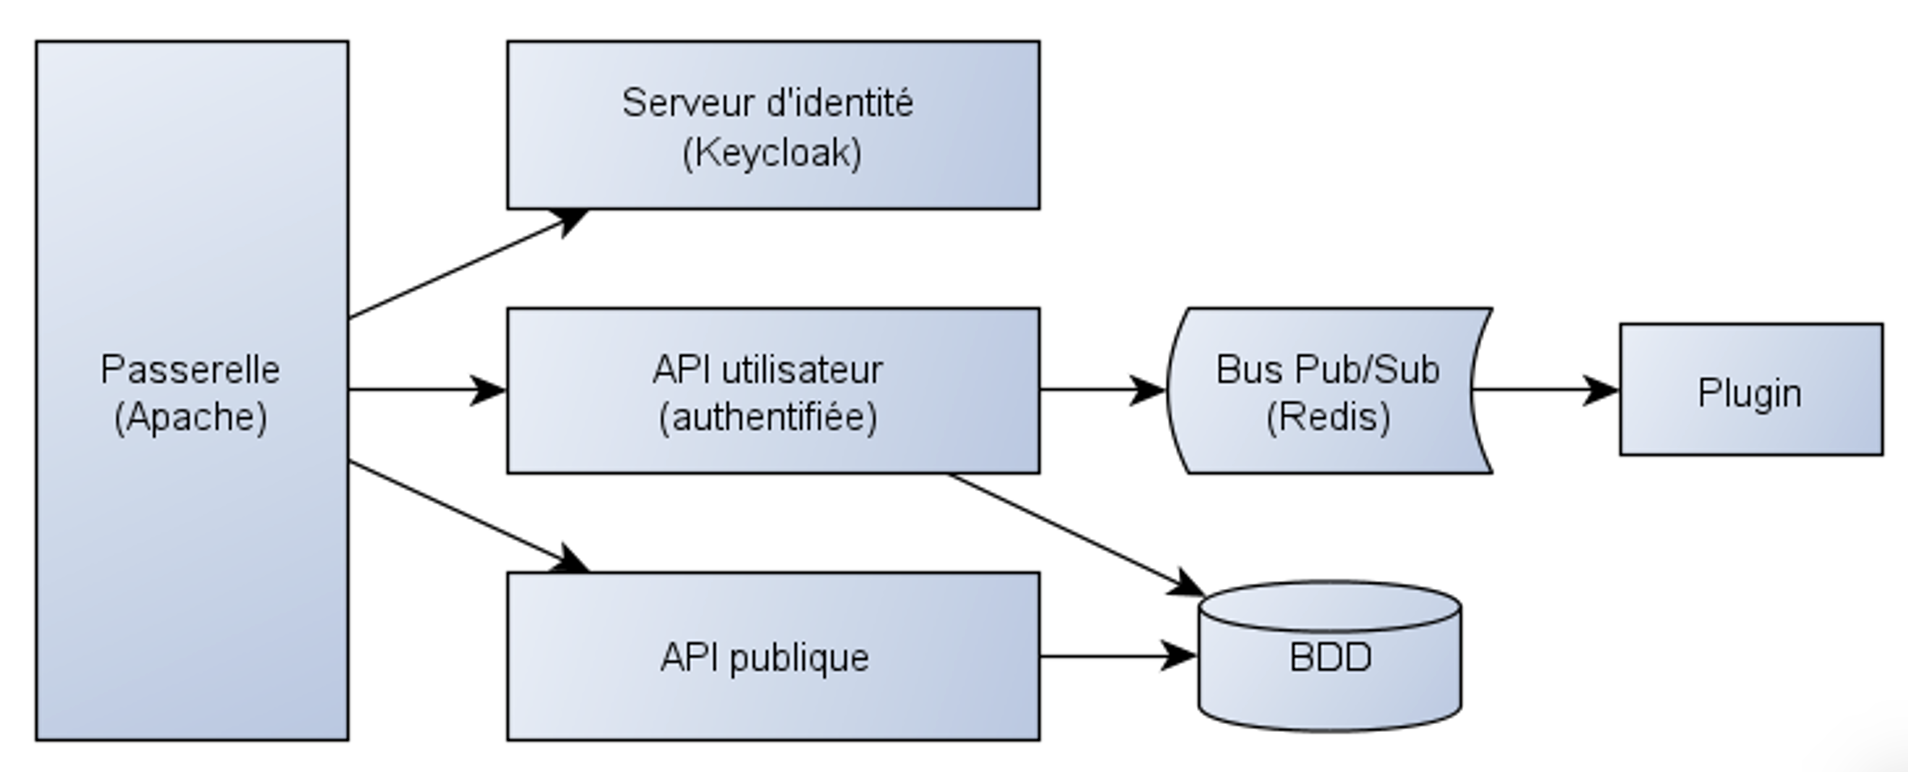 Serveur d'identité
(Keycloak)
Passerelle
(Apache)
API utilisateur
(authentifiée)
Bus Pub/Sub
(Redis)
Plugin
API publique
BDD